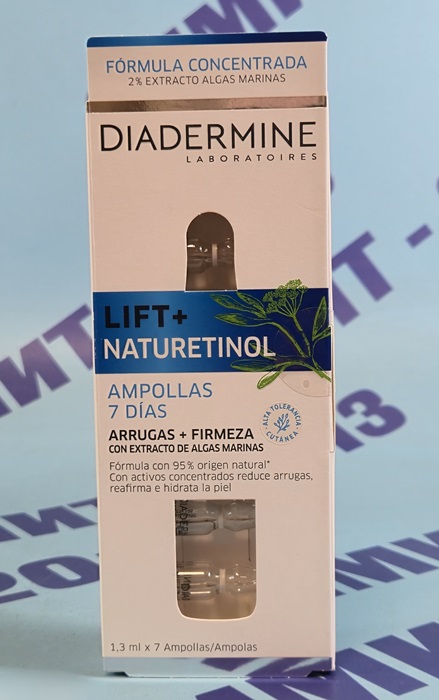 FÓRMULA CONCENTRADA
2% EXTRACTO ALGAS MARINAS
DIADERMINE
LABORATOIRES
LIFT+
NATURETINOL
AMPOLLAS
7 DÍAS
ALTA TOLERANCIA
CUTÁNEA
ARRUGAS + FIRMEZA
CON EXTRACTO DE ALGAS MARINAS
Fórmula con 95% origen natural*
Con activos concentrados reduce arrugas,
reafirma e hidrata la piel
1,3 ml x 7 Ampollas/Ampolas